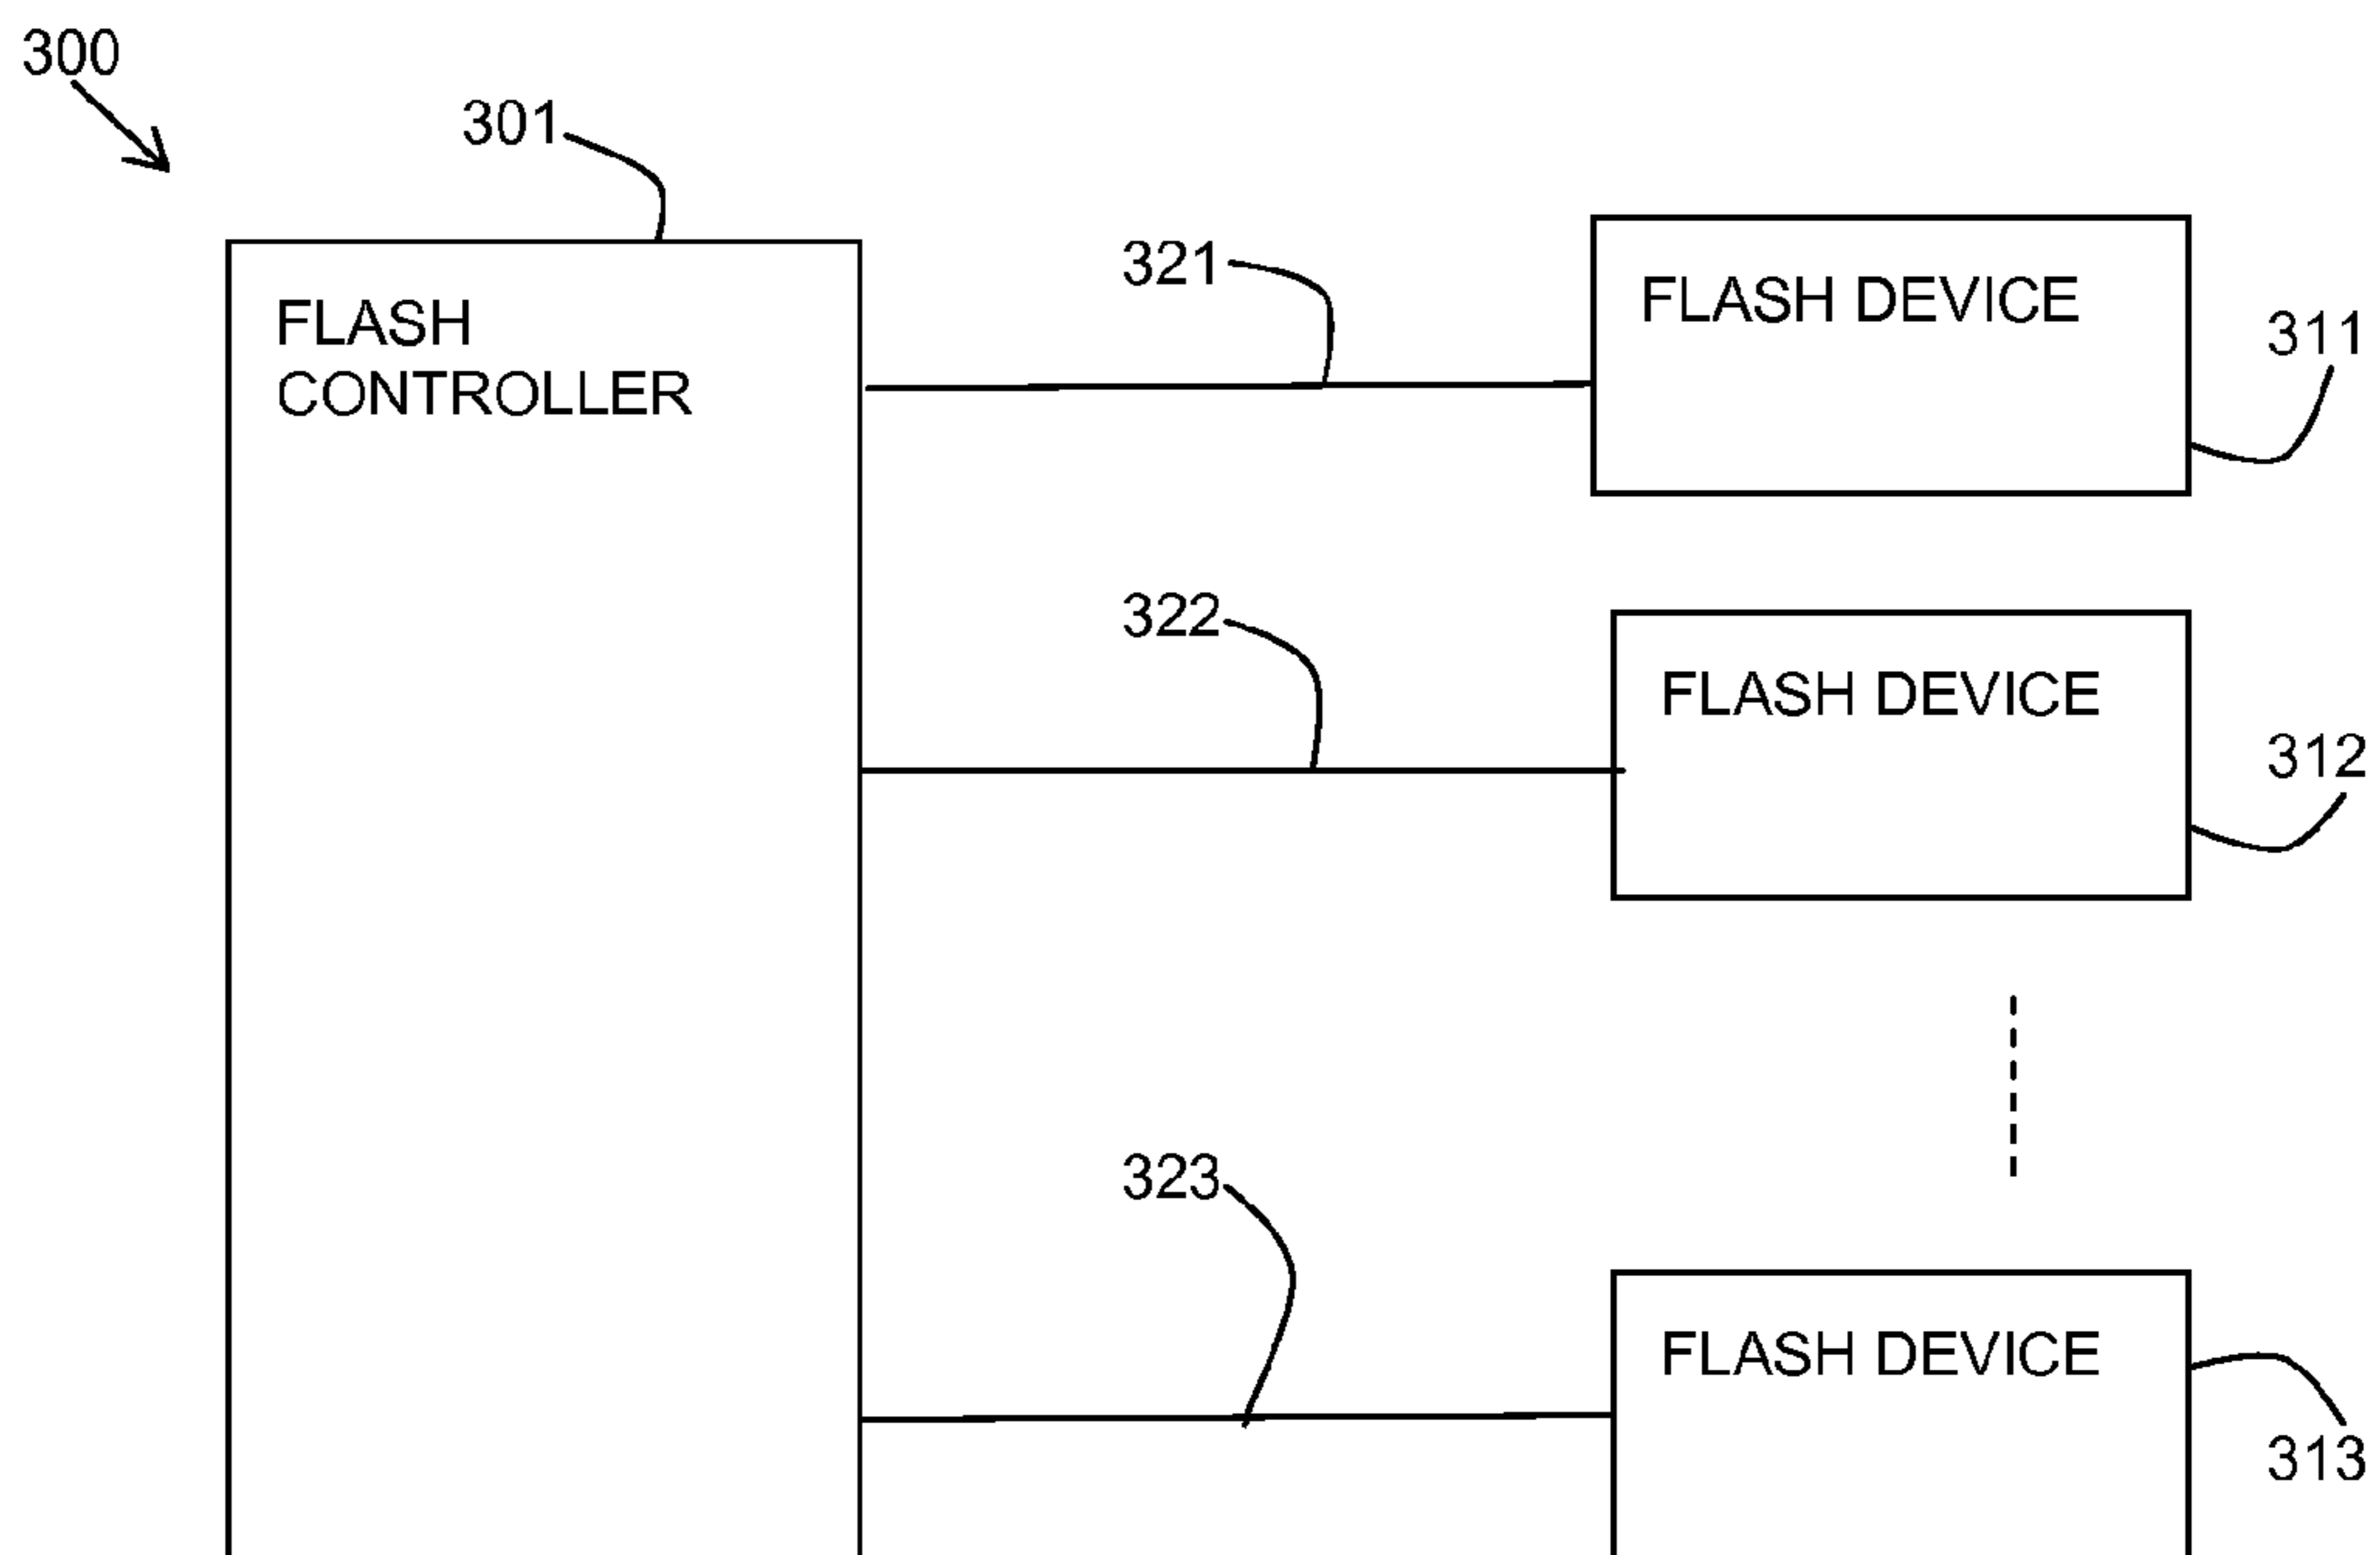 300
301
FLASH
CONTROLLER
321
FLASH DEVICE
311
322
FLASH DEVICE
312
323
FLASH DEVICE
313